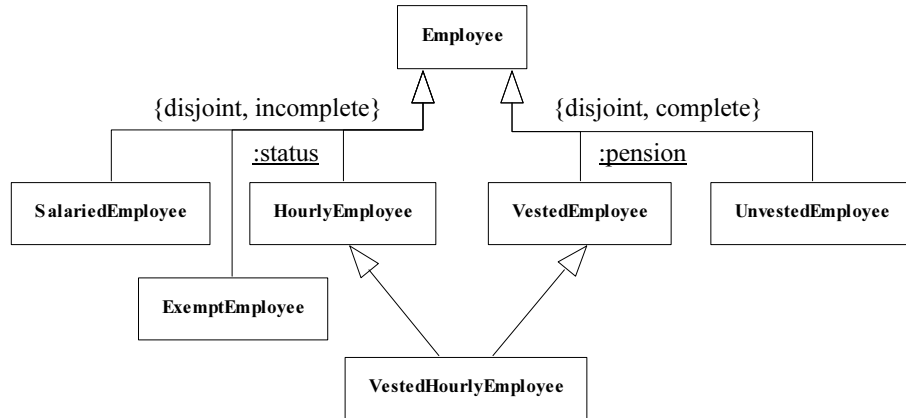 Employee
{disjoint, incomplete}
{disjoint, complete}
:status
:pension
SalariedEmployee
HourlyEmployee
VestedEmployee
UnvestedEmployee
ExemptEmployee
VestedHourlyEmployee